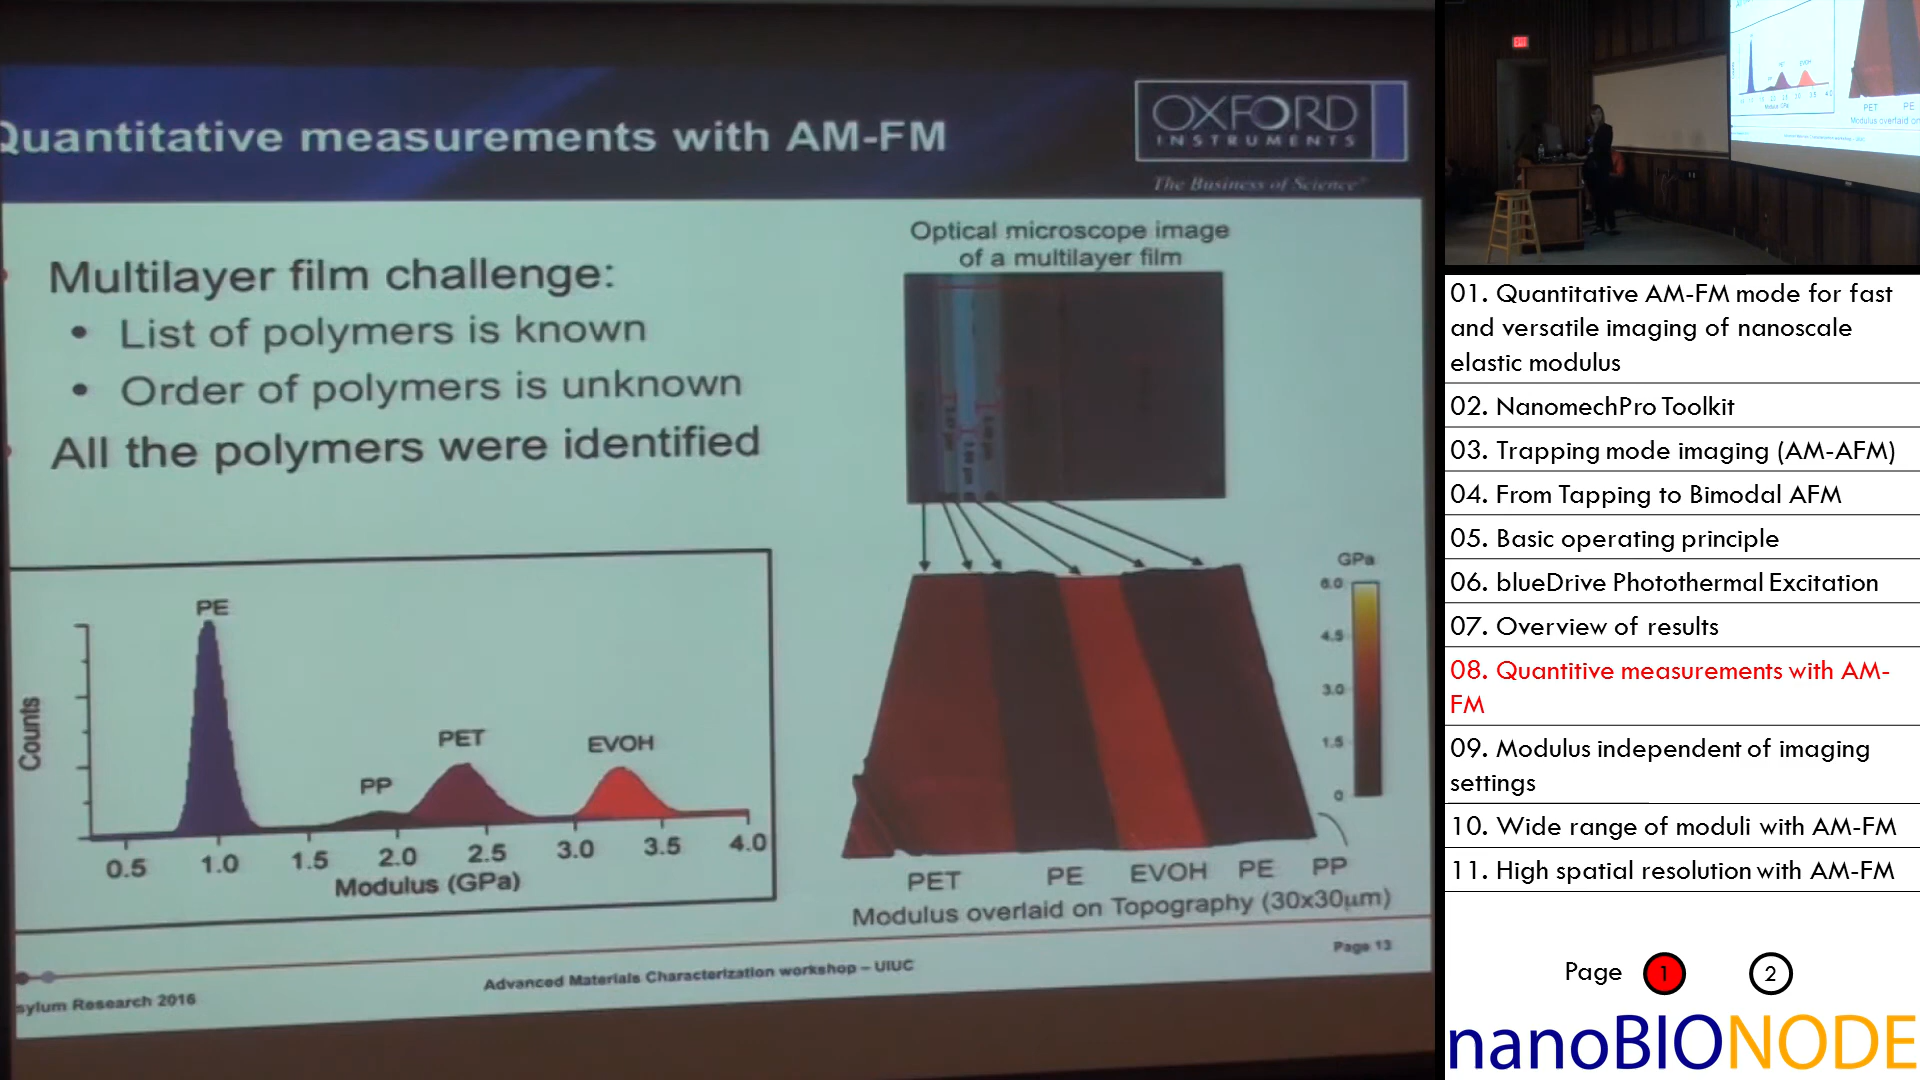 Quantitative measurements with AM-FM
OXFORD
INSTRUMENTS
The Business of Science
Multilayer film challenge:
• List of polymers is known
• Order of polymers is unknown
All the polymers were identified
Optical microscope image
of a multilayer film
PE
PP
PET
EVOH
Counts
0.5 1.0 1.5 2.0 2.5 3.0 3.5 4.0
Modulus (GPa)
GPa
6.0
4.5
3.0
1.5
0
PET PE EVOH PE PP
Modulus overlaid on Topography (30x30μm)
Page 13
Advanced Materials Characterization workshop – UIUC
sylum Research 2016
EXIT
PET PE
Modulus overlaid on
01. Quantitative AM-FM mode for fast
and versatile imaging of nanoscale
elastic modulus
02. NanomechPro Toolkit
03. Trapping mode imaging (AM-AFM)
04. From Tapping to Bimodal AFM
05. Basic operating principle
06. blueDrive Photothermal Excitation
07. Overview of results
08. Quantitive measurements with AM-
FM
09. Modulus independent of imaging
settings
10. Wide range of moduli with AM-FM
11. High spatial resolution with AM-FM
Page 1 2
nanoBIONODE